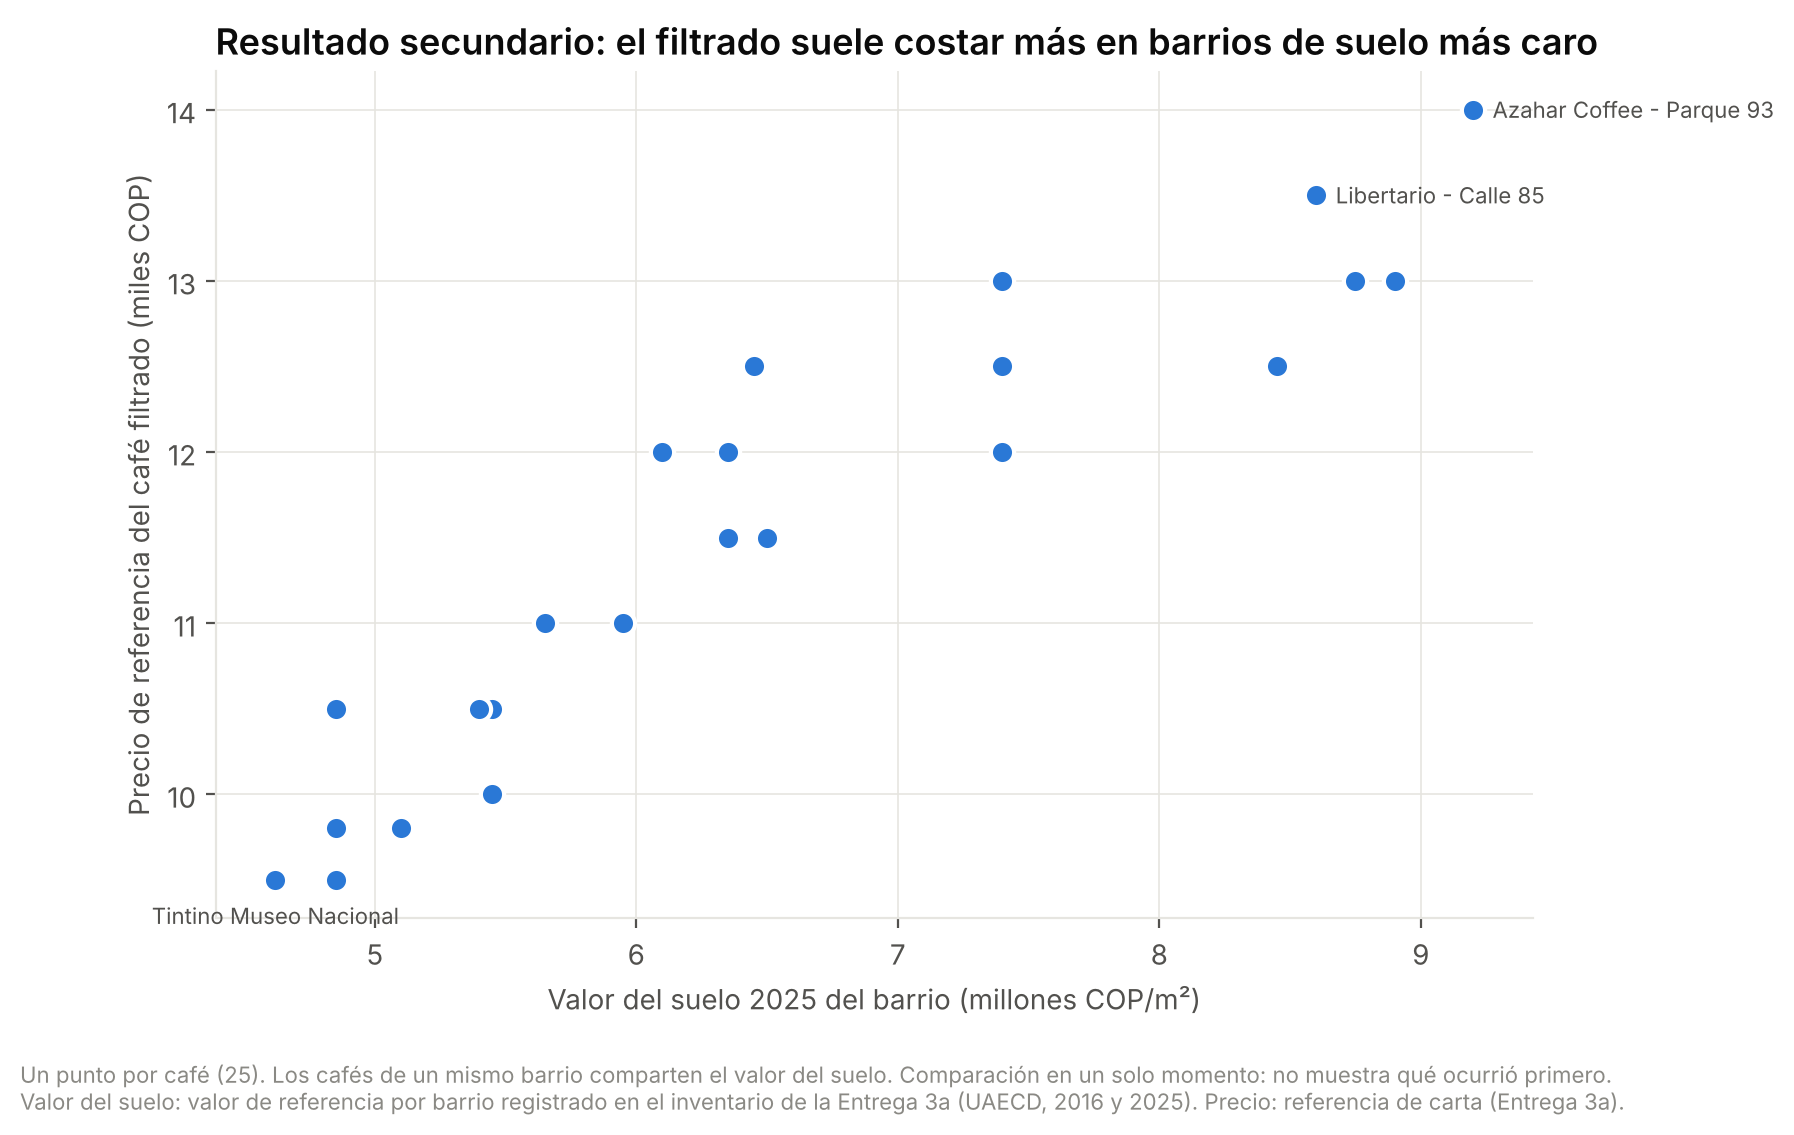 Resultado secundario: el filtrado suele costar más en barrios de suelo más caro
14
Azahar Coffee - Parque 93
Libertario - Calle 85
13
12
11
10
Precio de referencia del café filtrado (miles COP)
Tintino Museo Nacional
5 6 7 8 9
Valor del suelo 2025 del barrio (millones COP/m²)
Un punto por café (25). Los cafés de un mismo barrio comparten el valor del suelo. Comparación en un solo momento: no muestra qué ocurrió primero.
Valor del suelo: valor de referencia por barrio registrado en el inventario de la Entrega 3a (UAECD, 2016 y 2025). Precio: referencia de carta (Entrega 3a).